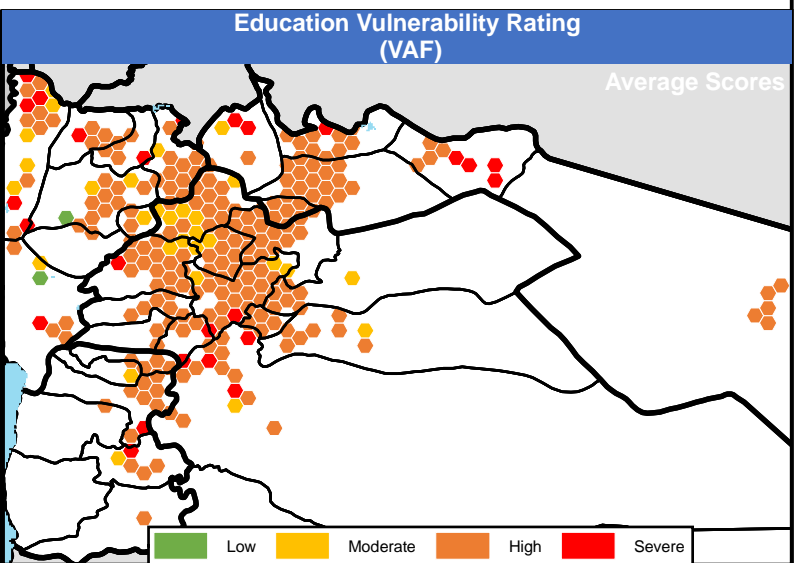 Education Vulnerability Rating
(VAF)
Average Scores
Low
Moderate
High
Severe